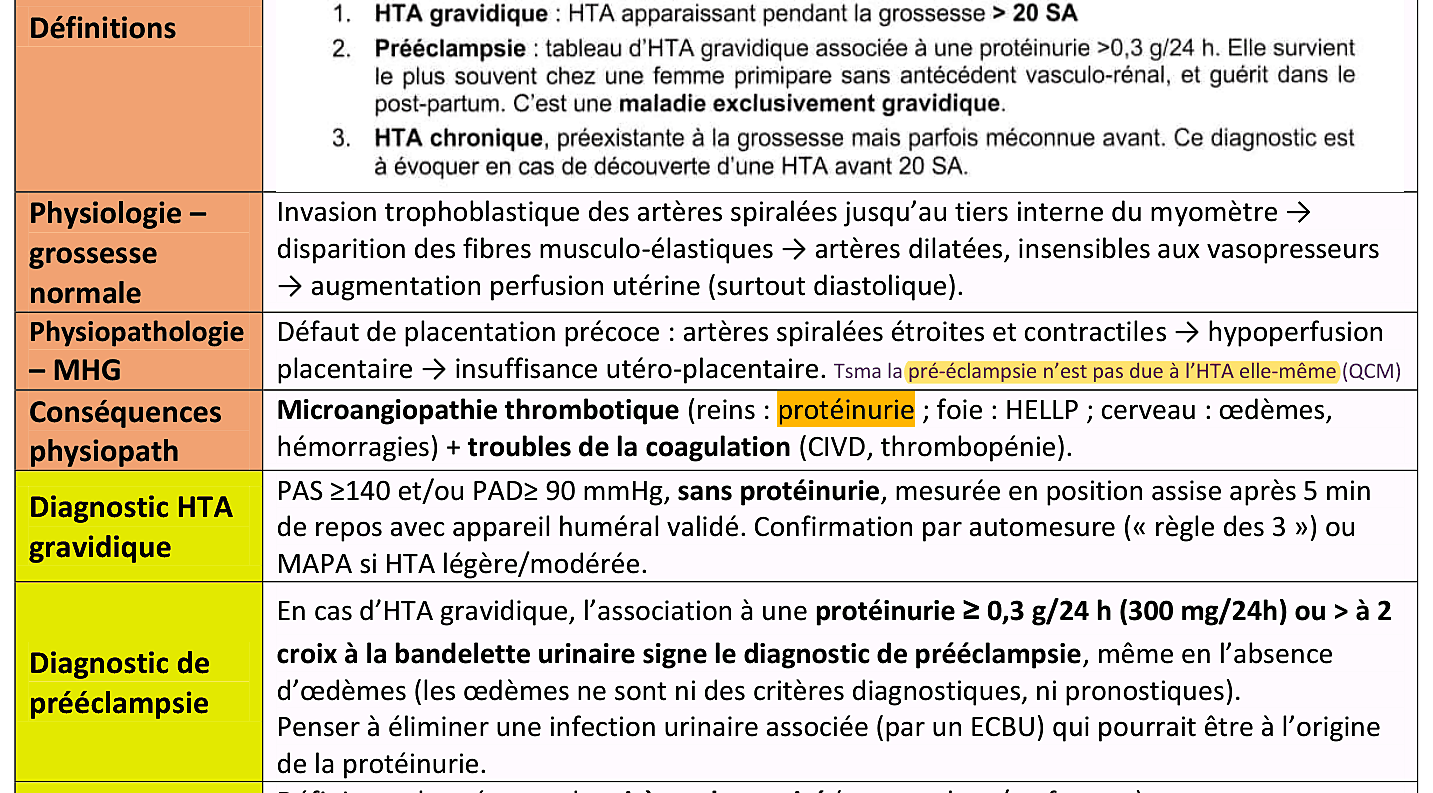 Définitions
1. HTA gravidique : HTA apparaissant pendant la grossesse > 20 SA
2. Prééclampsie : tableau d’HTA gravidique associée à une protéinurie >0,3 g/24 h. Elle survient
le plus souvent chez une femme primipare sans antécédent vasculo-rénal, et guérit dans le
post-partum. C’est une maladie exclusivement gravidique.
3. HTA chronique, préexistante à la grossesse mais parfois méconnue avant. Ce diagnostic est
à évoquer en cas de découverte d’une HTA avant 20 SA.
Physiologie –
grossesse
normale
Invasion trophoblastique des artères spiralées jusqu’au tiers interne du myomètre →
disparition des fibres musculo-élastiques → artères dilatées, insensibles aux vasopresseurs
→ augmentation perfusion utérine (surtout diastolique).
Physiopathologie
– MHG
Défaut de placentation précoce : artères spiralées étroites et contractiles → hypoperfusion
placentaire → insuffisance utéro-placentaire. Tsma la pré-éclampsie n’est pas due à l’HTA elle-même (QCM)
Conséquences
physiopath
Microangiopathie thrombotique (reins : protéinurie ; foie : HELLP ; cerveau : œdèmes,
hémorragies) + troubles de la coagulation (CIVD, thrombopénie).
Diagnostic HTA
gravidique
PAS ≥140 et/ou PAD≥ 90 mmHg, sans protéinurie, mesurée en position assise après 5 min
de repos avec appareil huméral validé. Confirmation par automesure (« règle des 3 ») ou
MAPA si HTA légère/modérée.
Diagnostic de
prééclampsie
En cas d’HTA gravidique, l’association à une protéinurie ≥ 0,3 g/24 h (300 mg/24h) ou > à 2
croix à la bandelette urinaire signe le diagnostic de prééclampsie, même en l’absence
d’œdèmes (les œdèmes ne sont ni des critères diagnostiques, ni pronostiques).
Penser à éliminer une infection urinaire associée (par un ECBU) qui pourrait être à l’origine
de la protéinurie.